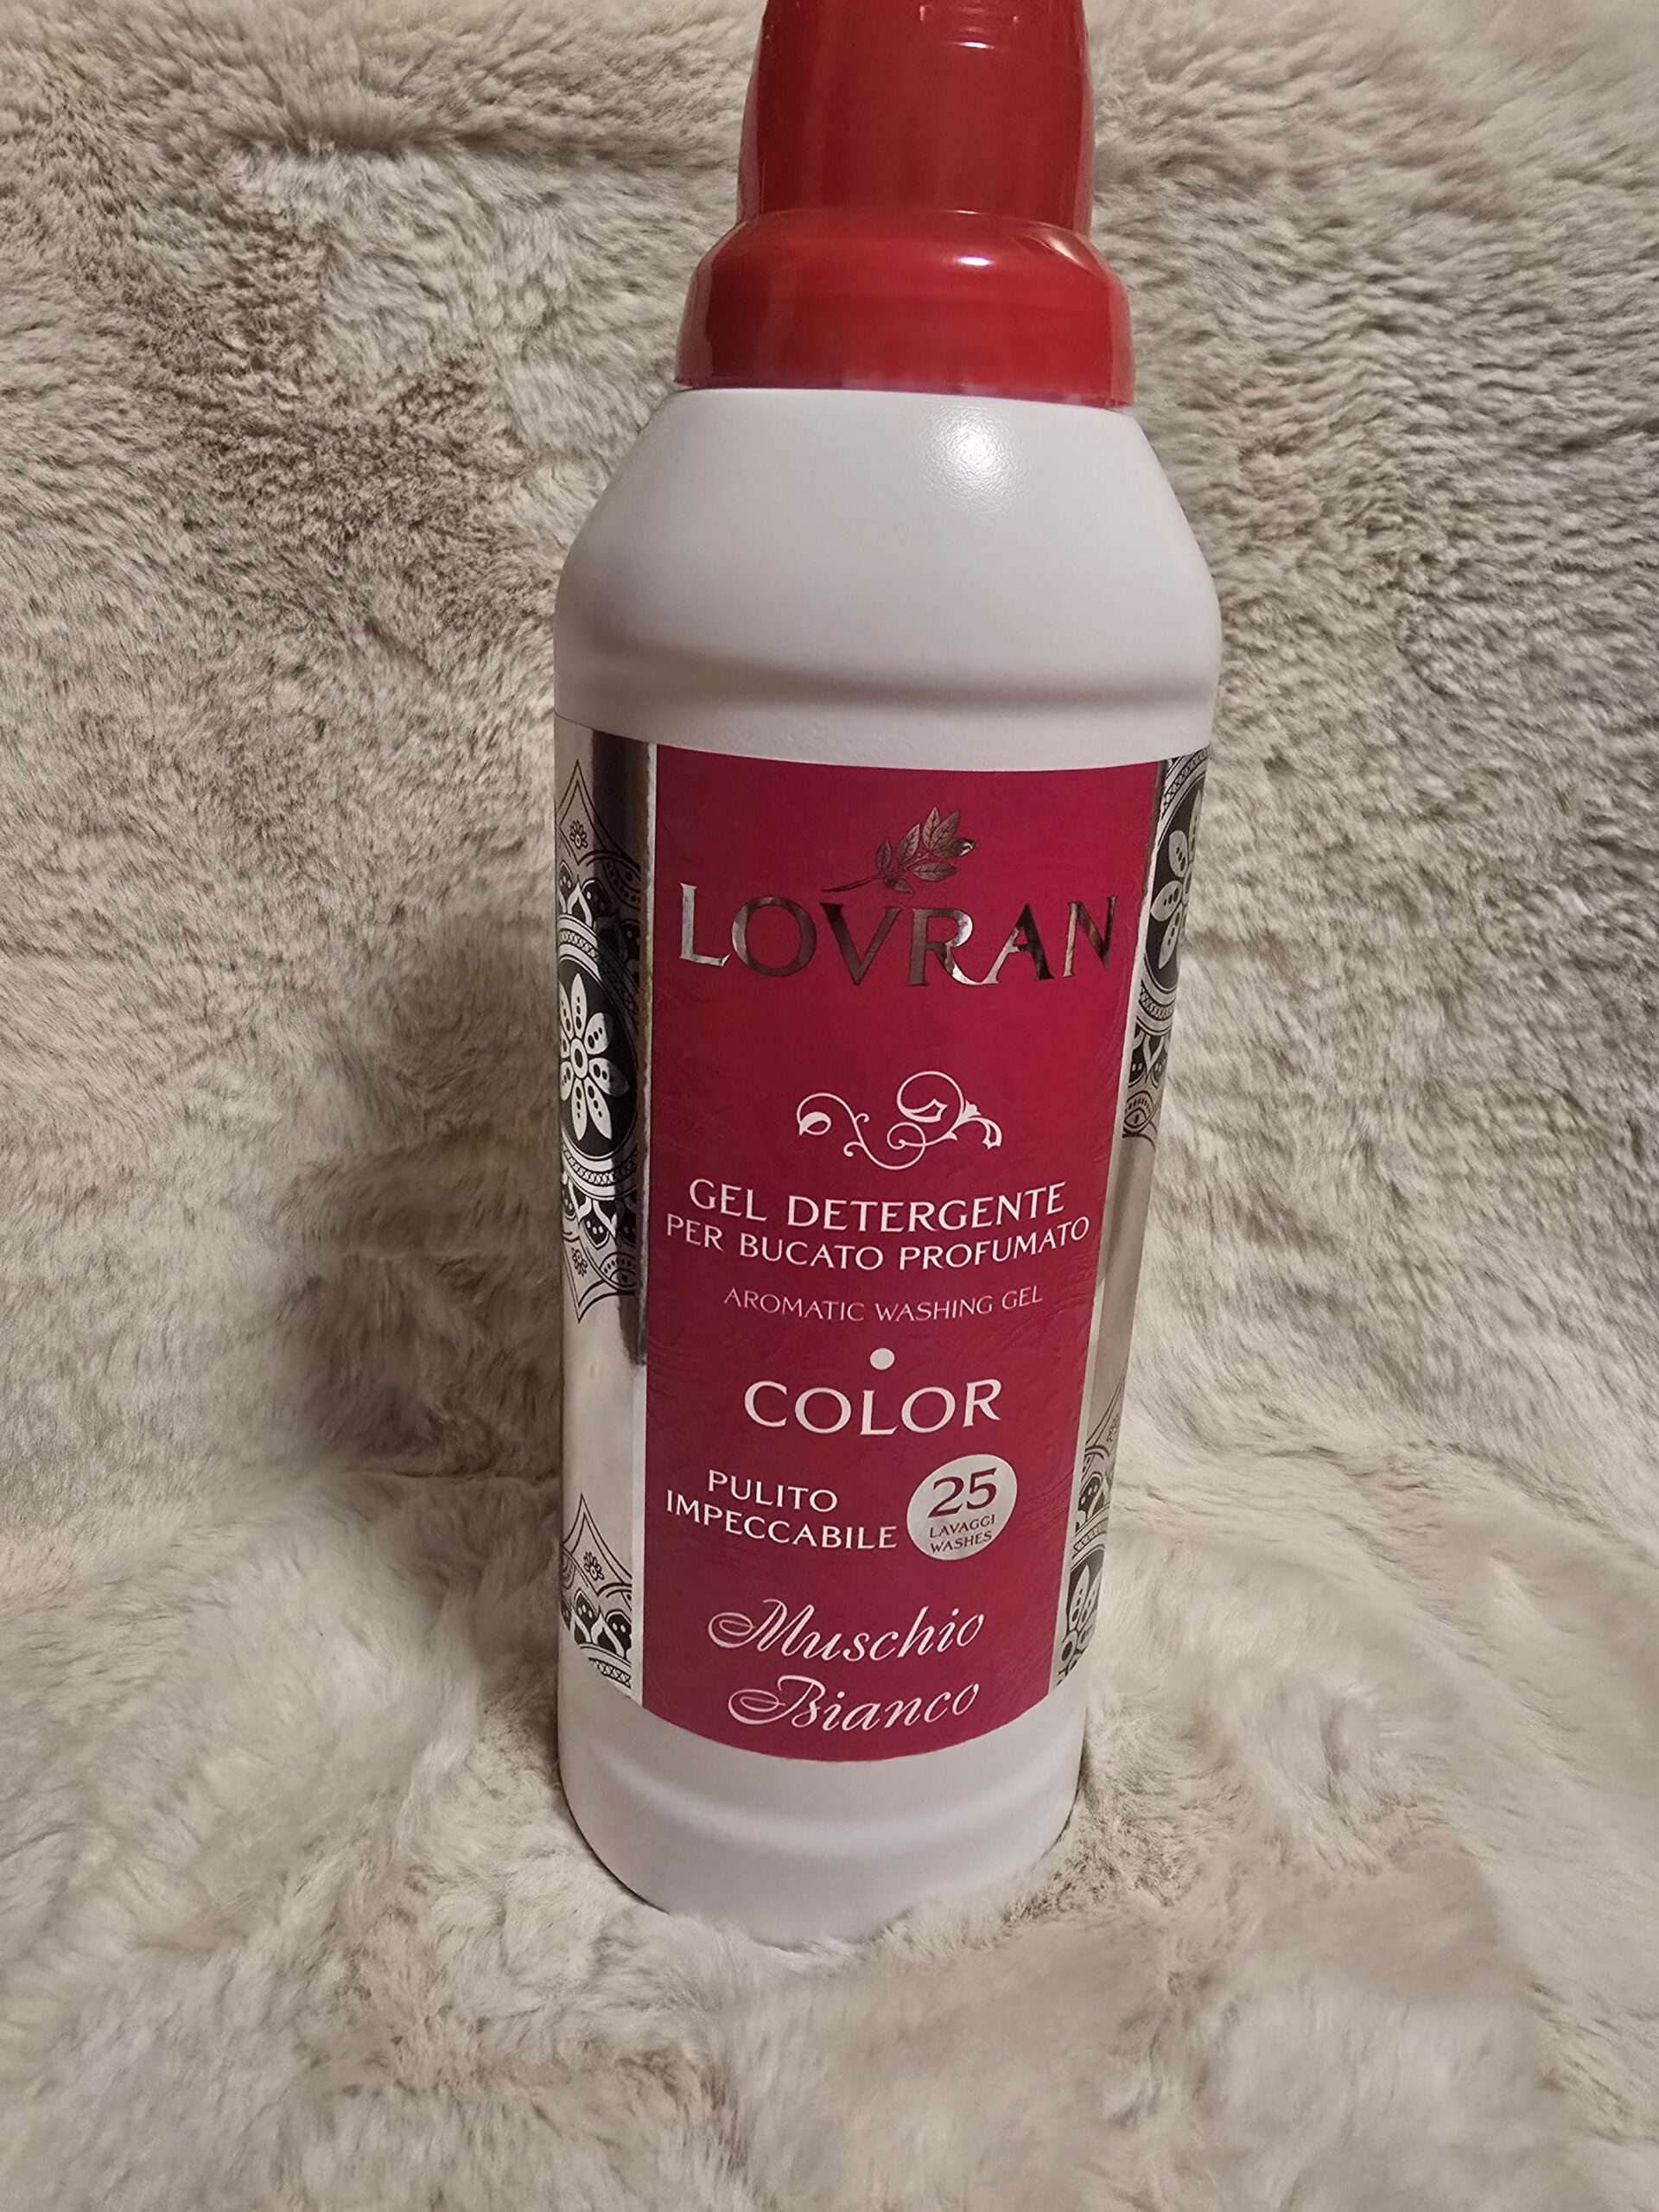 LOVRAN
GEL DETERGENTE
PER BUCATO PROFUMATO
AROMATIC WASHING GEL
COLOR
PULITO
IMPECCABILE
25
LAVAGGI
WASHES
Muschio
Bianco